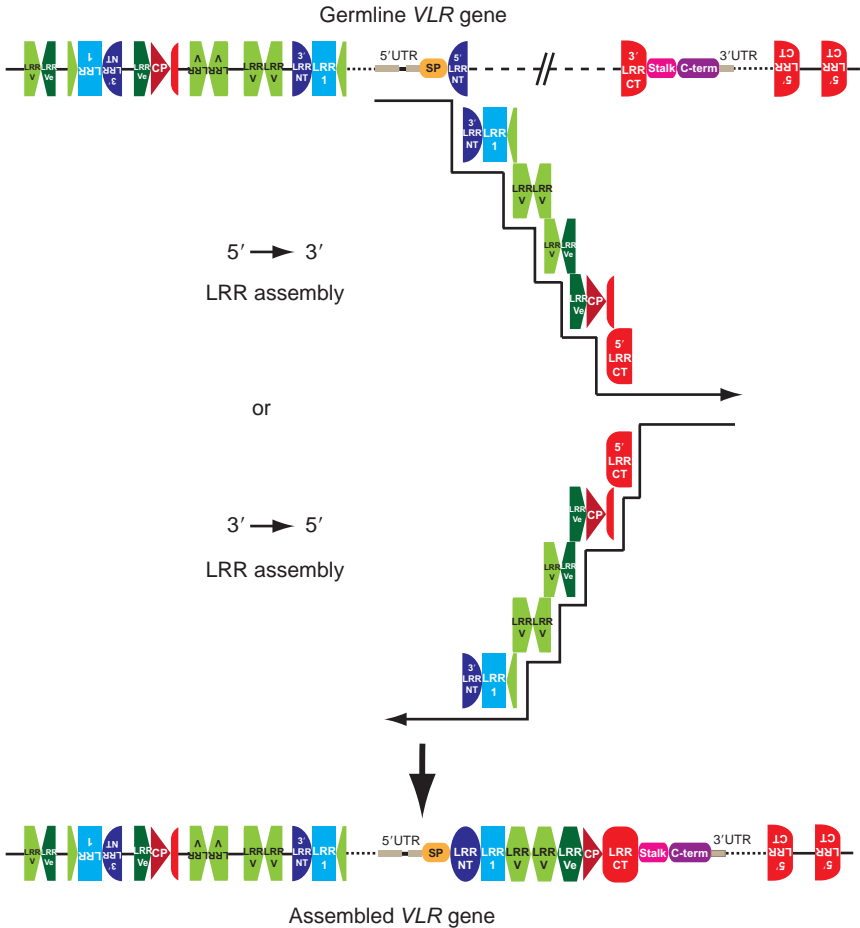 Germline VLR gene
LRR
V
LRR
Ve
LRR
1
3′
LRR
NT
LRR
Ve
CP
LRR
V
LRR
V
LRR
V
LRR
V
3′
LRR
NT
LRR
1
5′UTR
SP
5′
LRR
NT
3′
LRR
CT
Stalk
C-term
3′UTR
5′
LRR
CT
5′
LRR
CT
3′
LRR
NT
LRR
1
LRR
V
LRR
V
LRR
V
LRR
Ve
LRR
Ve
CP
5′
LRR
CT
5′ 3′
LRR assembly
or
5′
LRR
CT
LRR
Ve
CP
LRR
V
LRR
Ve
LRR
V
LRR
V
3′
LRR
NT
LRR
1
3′ 5′
LRR assembly
LRR
V
LRR
Ve
LRR
1
3′
LRR
NT
LRR
Ve
CP
LRR
V
LRR
V
LRR
V
LRR
V
3′
LRR
NT
LRR
1
5′UTR
SP
LRR
NT
LRR
1
LRR
V
LRR
V
LRR
Ve
CP
LRR
CT
Stalk
C-term
3′UTR
5′
LRR
CT
5′
LRR
CT
Assembled VLR gene